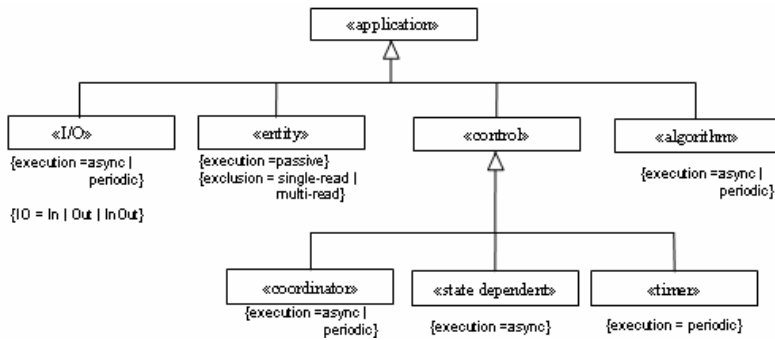 «application»
«I/O»
{execution =async |
periodic}
{IO = In | Out | InOut}
«entity»
{execution =passive}
{exclusion = single-read |
multi-read}
«control»
«algorithm»
{execution =async |
periodic}
«coordinator»
{execution =async |
periodic}
«state dependent»
{execution =async}
«timer»
{execution = periodic}